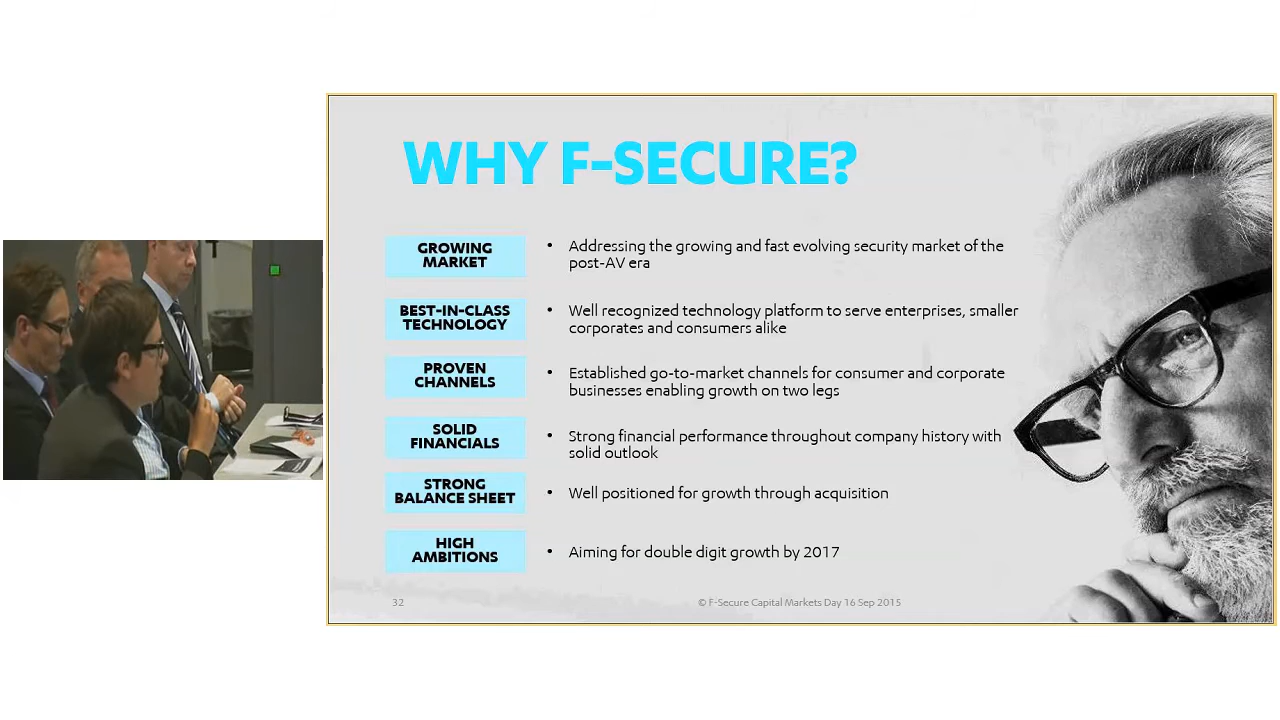 WHY F-SECURE?
GROWING
MARKET
• Addressing the growing and fast evolving security market of the
post-AV era
BEST-IN-CLASS
TECHNOLOGY
• Well recognized technology platform to serve enterprises, smaller
corporates and consumers alike
PROVEN
CHANNELS
• Established go-to-market channels for consumer and corporate
businesses enabling growth on two legs
SOLID
FINANCIALS
• Strong financial performance throughout company history with
solid outlook
STRONG
BALANCE SHEET
• Well positioned for growth through acquisition
HIGH
AMBITIONS
• Aiming for double digit growth by 2017
32
© F-Secure Capital Markets Day 16 Sep 2015